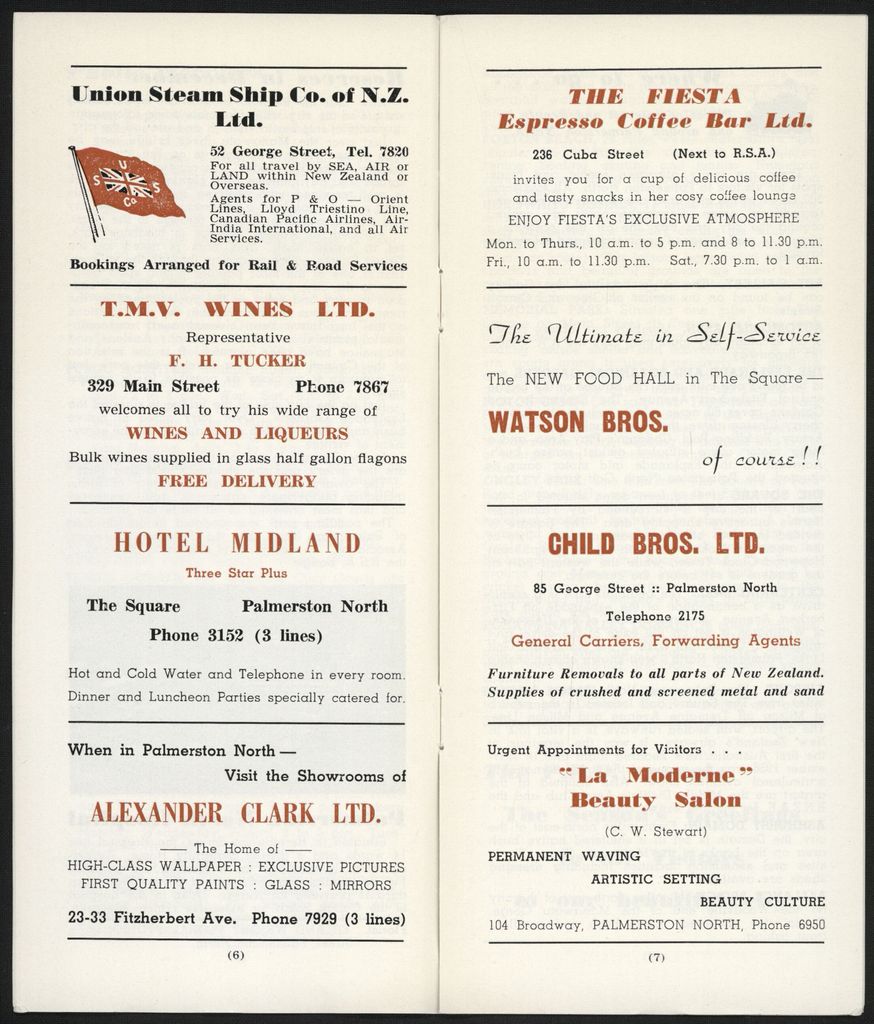 Union Steam Ship Co. of N.Z.
Ltd.
U
S S
Co
52 George Street, Tel. 7820
For all travel by SEA, AIR or
LAND within New Zealand or
Overseas.
Agents for P & O — Orient
Lines, Lloyd Triestino Line,
Canadian Pacific Airlines, Air-
India International, and all Air
Services.
Bookings Arranged for Rail & Road Services
T.M.V. WINES LTD.
Representative
F. H. TUCKER
329 Main Street Phone 7867
welcomes all to try his wide range of
WINES AND LIQUEURS
Bulk wines supplied in glass half gallon flagons
FREE DELIVERY
HOTEL MIDLAND
Three Star Plus
The Square Palmerston North
Phone 3152 (3 lines)
Hot and Cold Water and Telephone in every room.
Dinner and Luncheon Parties specially catered for.
When in Palmerston North —
Visit the Showrooms of
ALEXANDER CLARK LTD.
— The Home of —
HIGH-CLASS WALLPAPER : EXCLUSIVE PICTURES
FIRST QUALITY PAINTS : GLASS : MIRRORS
23-33 Fitzherbert Ave. Phone 7929 (3 lines)
(6)
THE FIESTA
Espresso Coffee Bar Ltd.
236 Cuba Street (Next to R.S.A.)
invites you for a cup of delicious coffee
and tasty snacks in her cosy coffee lounge
ENJOY FIESTA'S EXCLUSIVE ATMOSPHERE
Mon. to Thurs., 10 a.m. to 5 p.m. and 8 to 11.30 p.m.
Fri., 10 a.m. to 11.30 p.m. Sat., 7.30 p.m. to 1 a.m.
The Ultimate in Self-Service
The NEW FOOD HALL in The Square —
WATSON BROS.
of course!!
CHILD BROS. LTD.
85 George Street :: Palmerston North
Telephone 2175
General Carriers, Forwarding Agents
Furniture Removals to all parts of New Zealand.
Supplies of crushed and screened metal and sand
Urgent Appointments for Visitors . . .
"La Moderne"
Beauty Salon
(C. W. Stewart)
PERMANENT WAVING
ARTISTIC SETTING
BEAUTY CULTURE
104 Broadway, PALMERSTON NORTH, Phone 6950
(7)